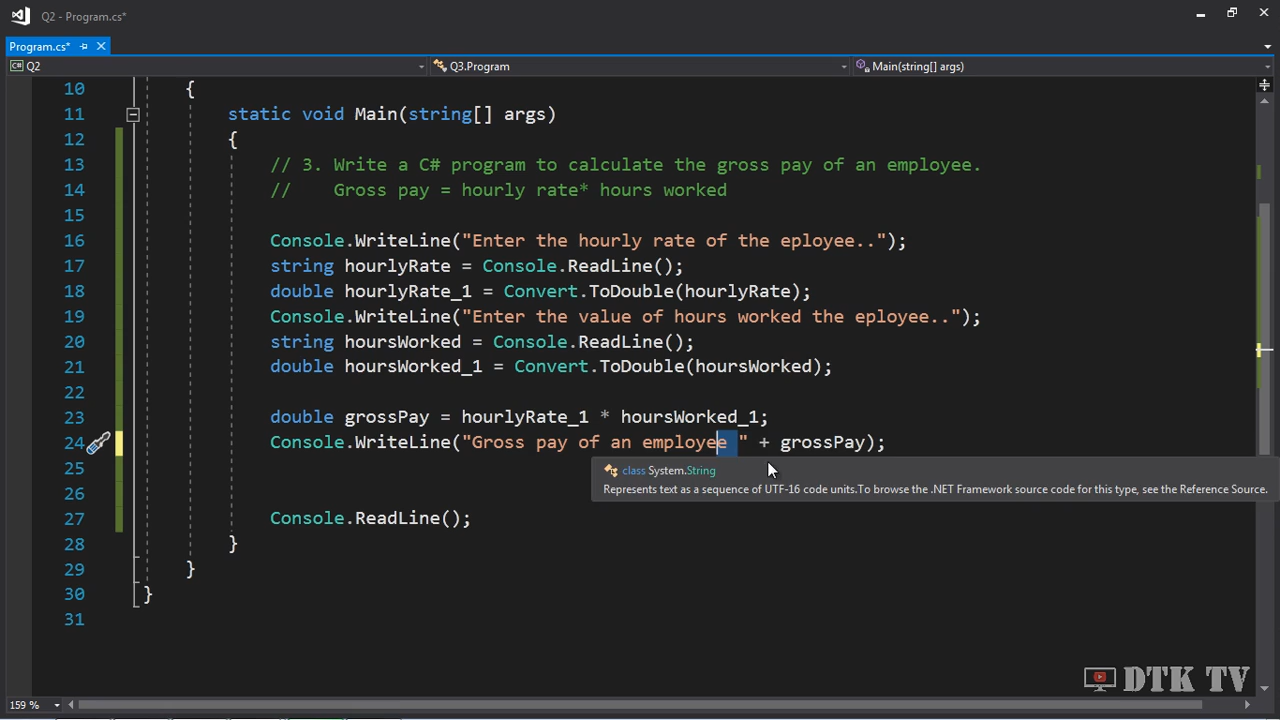 Q2 - Program.cs*
Program.cs*
C# Q2 Q3.Program Main(string[] args)
10 {
11 static void Main(string[] args)
12 {
13 // 3. Write a C# program to calculate the gross pay of an employee.
14 //    Gross pay = hourly rate* hours worked
15
16 Console.WriteLine("Enter the hourly rate of the eployee..");
17 string hourlyRate = Console.ReadLine();
18 double hourlyRate_1 = Convert.ToDouble(hourlyRate);
19 Console.WriteLine("Enter the value of hours worked the eployee..");
20 string hoursWorked = Console.ReadLine();
21 double hoursWorked_1 = Convert.ToDouble(hoursWorked);
22
23 double grossPay = hourlyRate_1 * hoursWorked_1;
24 Console.WriteLine("Gross pay of an employee " + grossPay);
25 class System.String
Represents text as a sequence of UTF-16 code units.To browse the .NET Framework source code for this type, see the Reference Source.
26
27 Console.ReadLine();
28 }
29 }
30 }
31
DTK TV
159 %